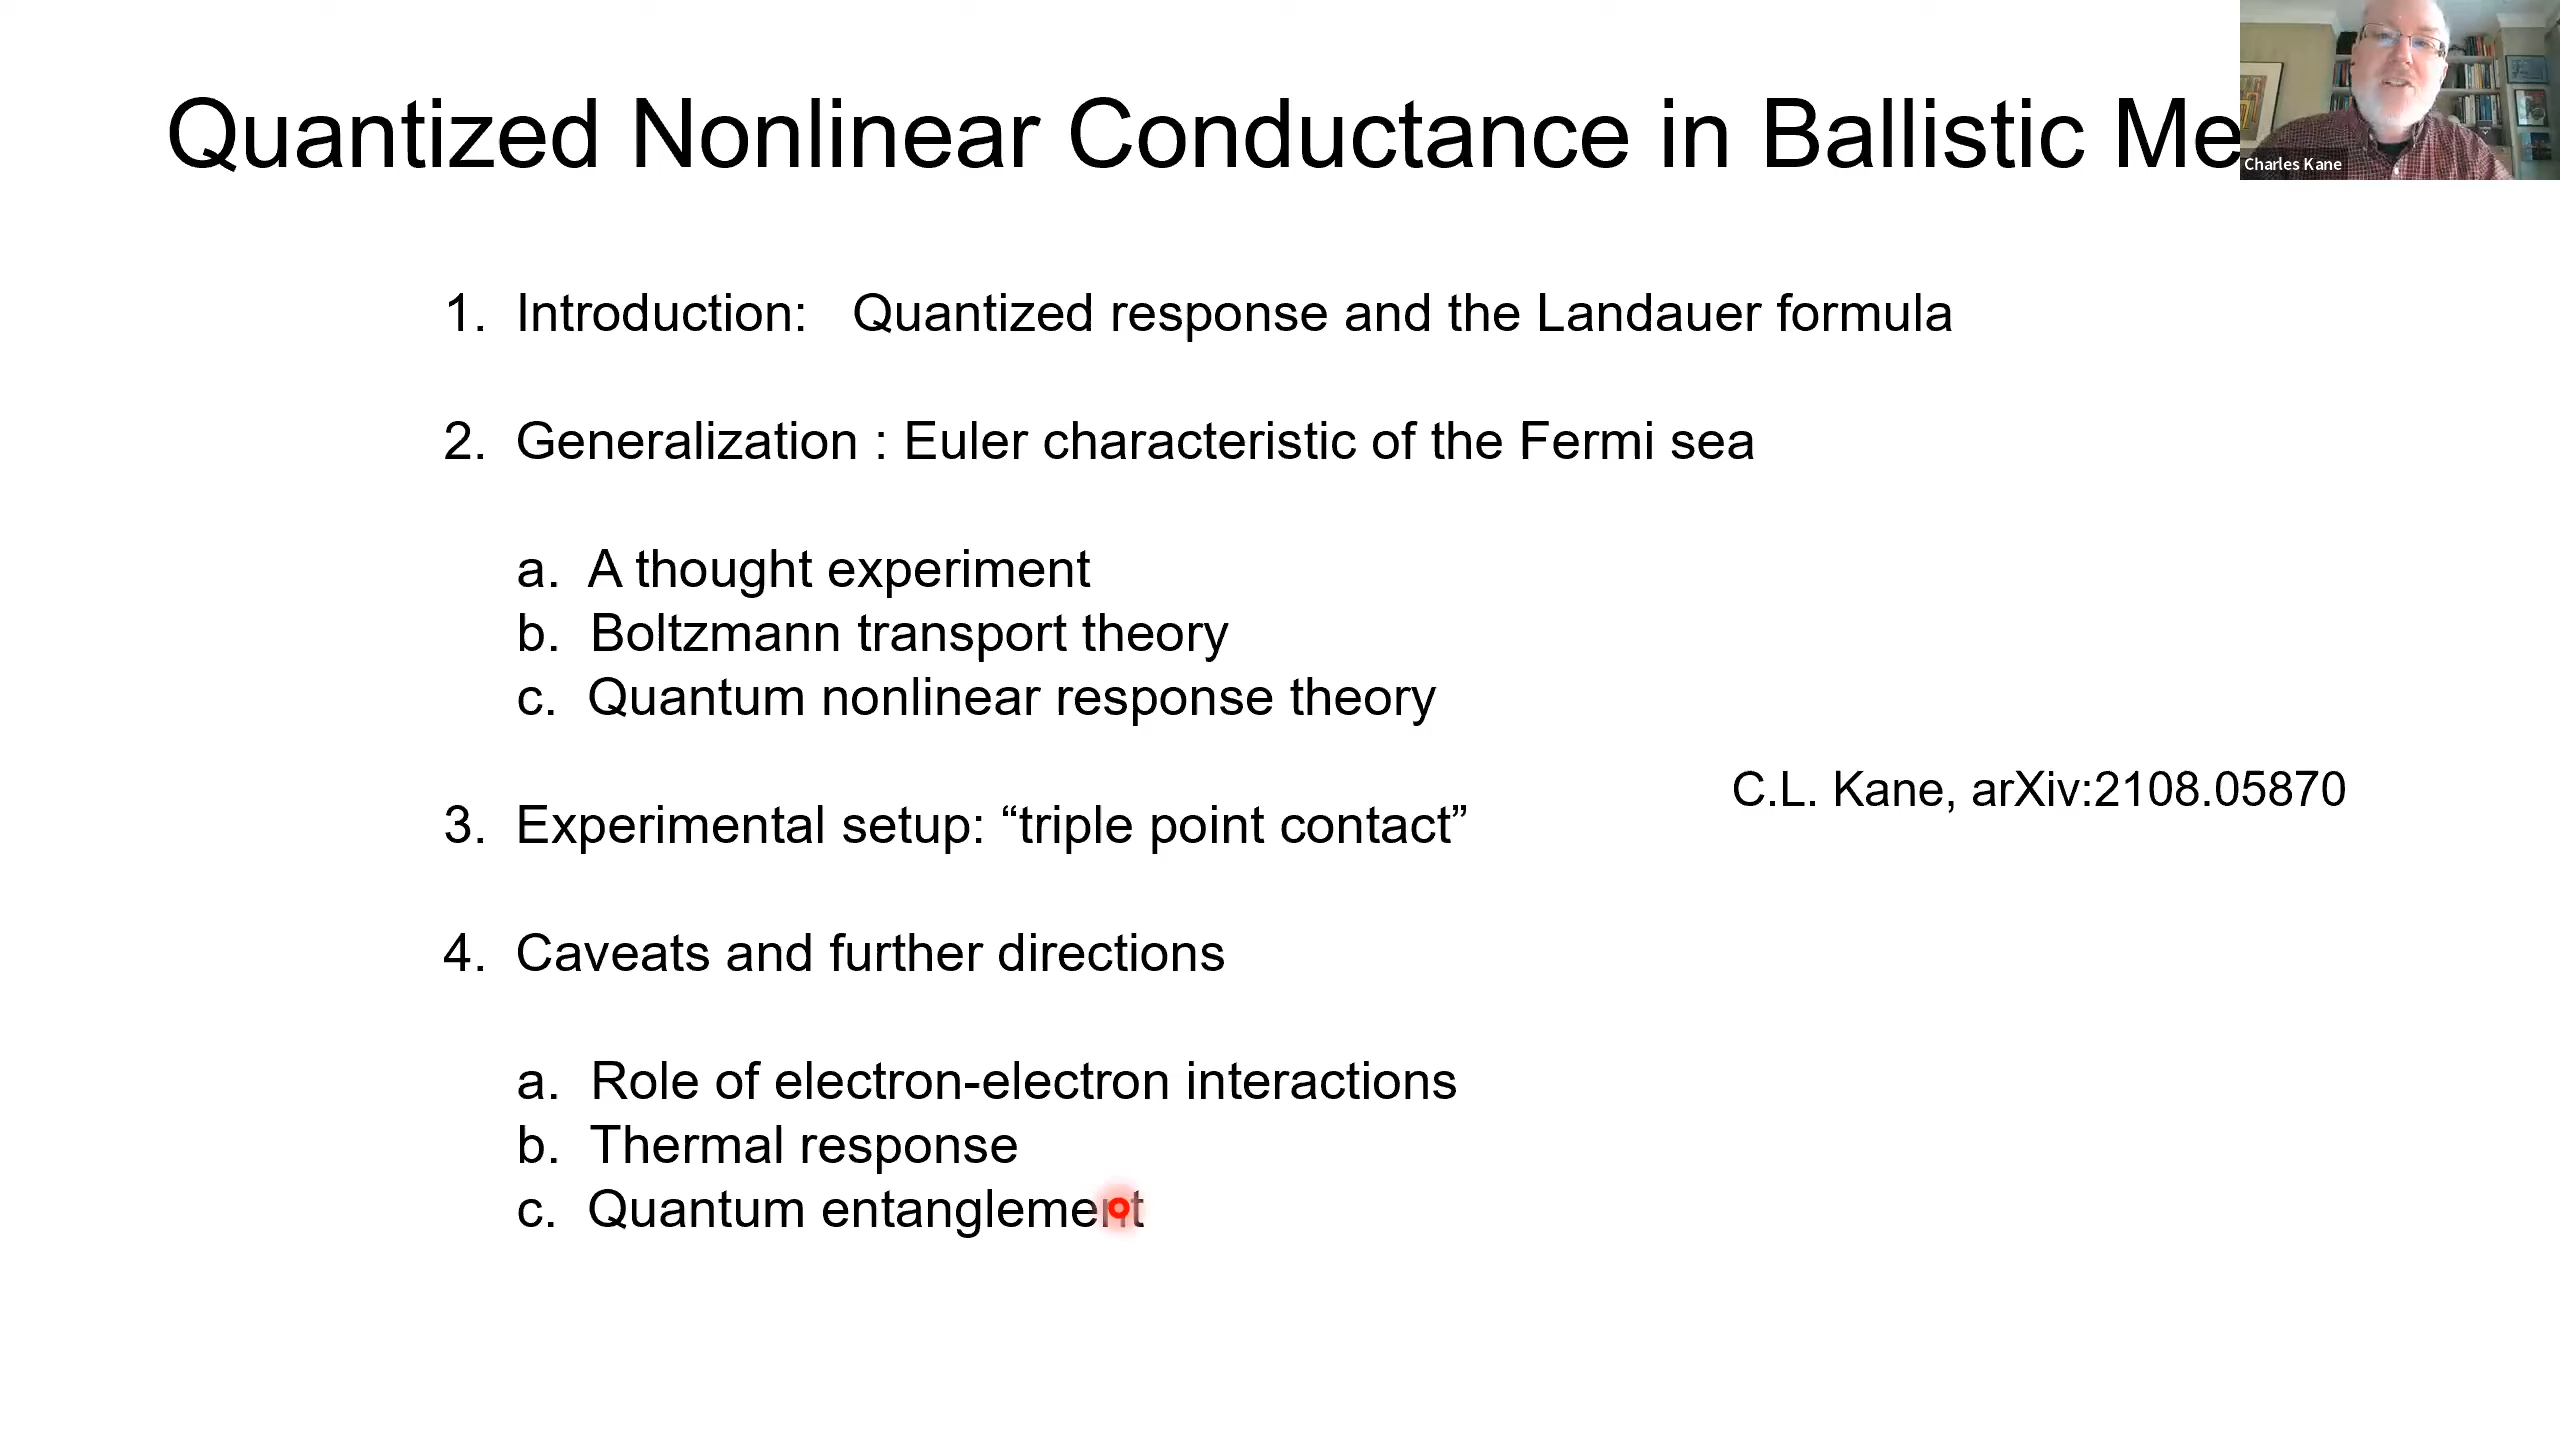 Quantized Nonlinear Conductance in Ballistic Me
Charles Kane
1. Introduction: Quantized response and the Landauer formula
2. Generalization : Euler characteristic of the Fermi sea
a. A thought experiment
b. Boltzmann transport theory
c. Quantum nonlinear response theory
C.L. Kane, arXiv:2108.05870
3. Experimental setup: “triple point contact”
4. Caveats and further directions
a. Role of electron-electron interactions
b. Thermal response
c. Quantum entanglement